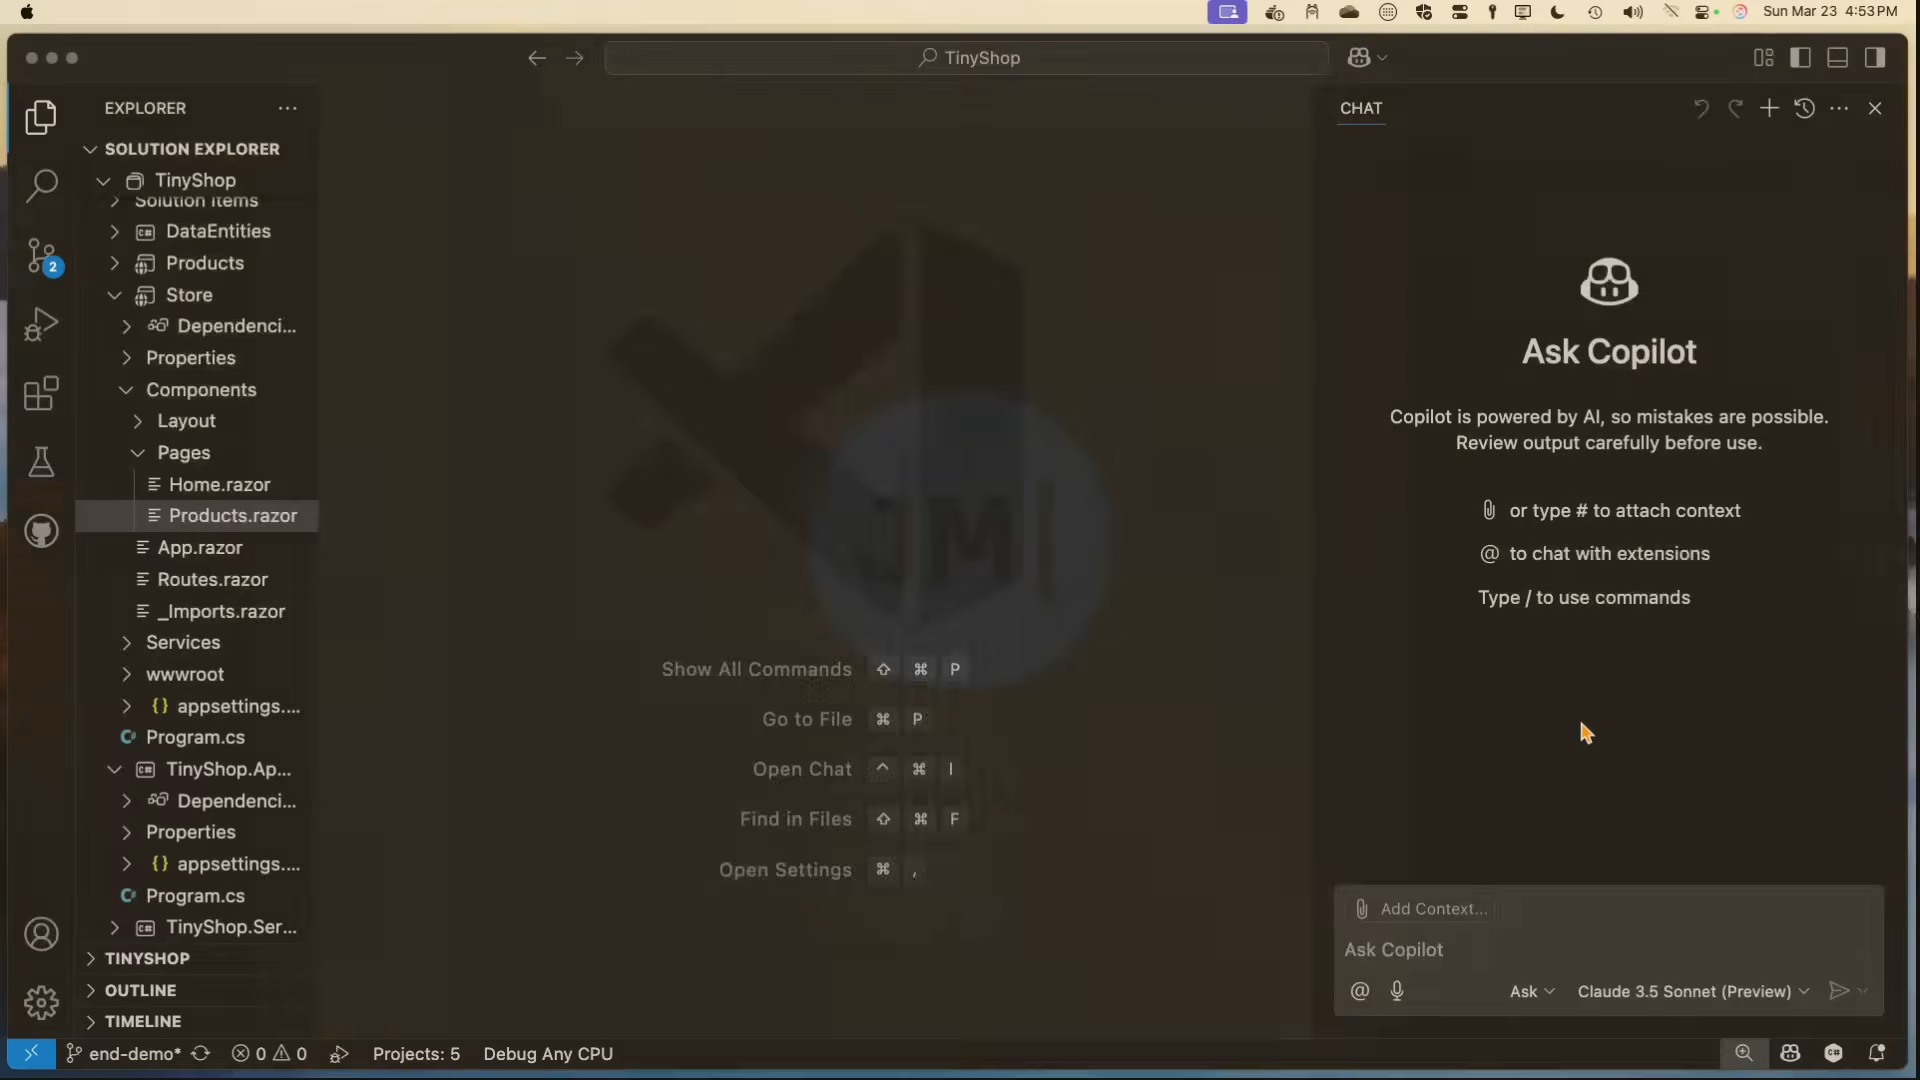 Sun Mar 23 4:53 PM
TinyShop
EXPLORER
SOLUTION EXPLORER
TinyShop
Solution Items
DataEntities
Products
Store
Dependenci...
Properties
Components
Layout
Pages
Home.razor
Products.razor
App.razor
Routes.razor
_Imports.razor
Services
wwwroot
{} appsettings....
C# Program.cs
TinyShop.Ap...
Dependenci...
Properties
{} appsettings....
C# Program.cs
TinyShop.Ser...
TINYSHOP
OUTLINE
TIMELINE
2
JM
Show All Commands ⇧ ⌘ P
Go to File ⌘ P
Open Chat ^ ⌘ I
Find in Files ⇧ ⌘ F
Open Settings ⌘ ,
CHAT
Ask Copilot
Copilot is powered by AI, so mistakes are possible.
Review output carefully before use.
or type # to attach context
@ to chat with extensions
Type / to use commands
Add Context...
Ask Copilot
@ Ask Claude 3.5 Sonnet (Preview)
end-demo* 0 0 Projects: 5 Debug Any CPU